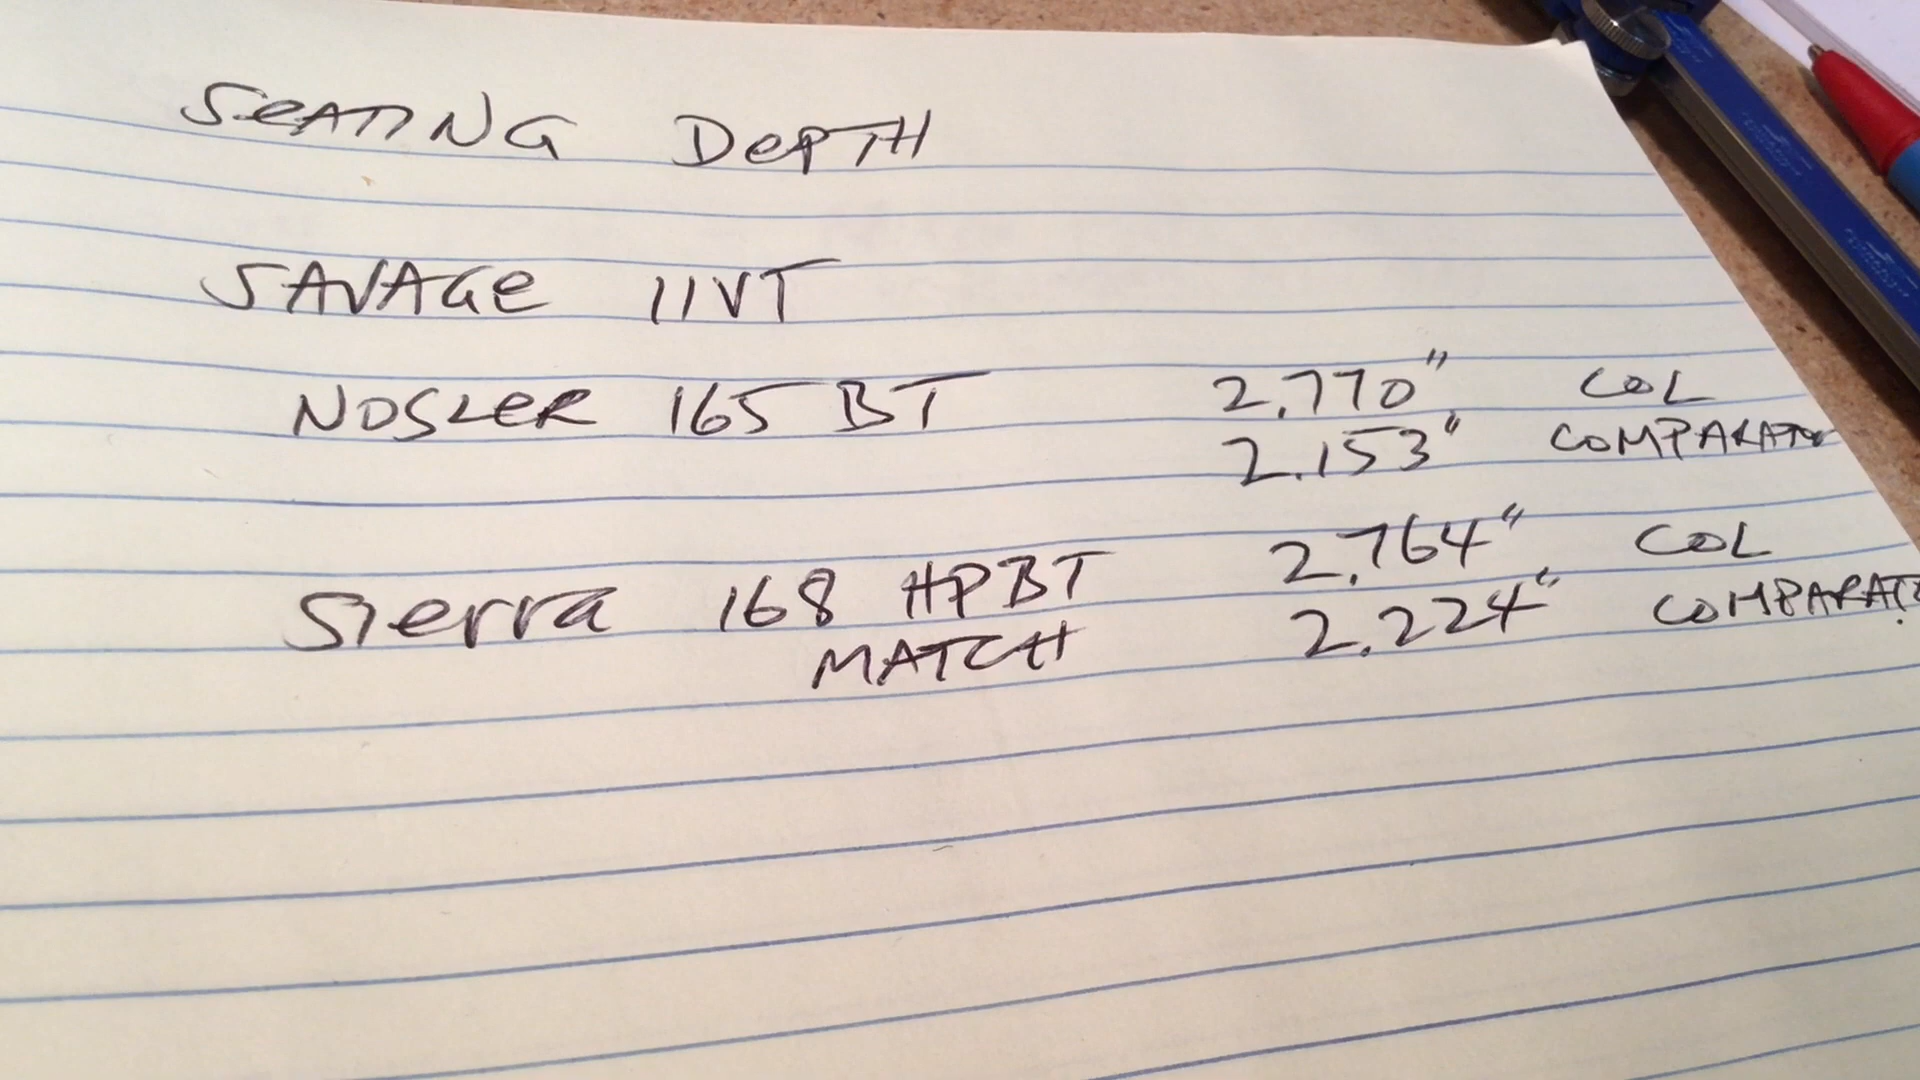 SEATING DEPTH
SAVAGE 11VT
NOSLER 165 BT 2.770" COL
2.153" COMPARATOR
Sierra 168 HPBT 2.764" COL
MATCH 2.224" COMPARATO